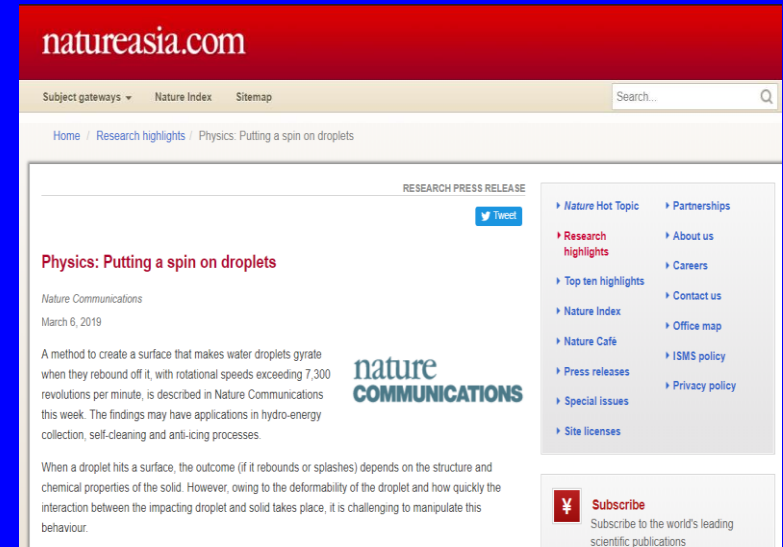 natureasia.com
Subject gateways Nature Index Sitemap
Search...
Home / Research highlights / Physics: Putting a spin on droplets
RESEARCH PRESS RELEASE
Tweet
Physics: Putting a spin on droplets
Nature Communications
March 6, 2019
A method to create a surface that makes water droplets gyrate
when they rebound off it, with rotational speeds exceeding 7,300
revolutions per minute, is described in Nature Communications
this week. The findings may have applications in hydro-energy
collection, self-cleaning and anti-icing processes.
nature
COMMUNICATIONS
When a droplet hits a surface, the outcome (if it rebounds or splashes) depends on the structure and
chemical properties of the solid. However, owing to the deformability of the droplet and how quickly the
interaction between the impacting droplet and solid takes place, it is challenging to manipulate this
behaviour.
Nature Hot Topic
Research
highlights
Top ten highlights
Nature Index
Nature Café
Press releases
Special issues
Site licenses
Partnerships
About us
Careers
Contact us
Office map
ISMS policy
Privacy policy
¥
Subscribe
Subscribe to the world's leading
scientific publications